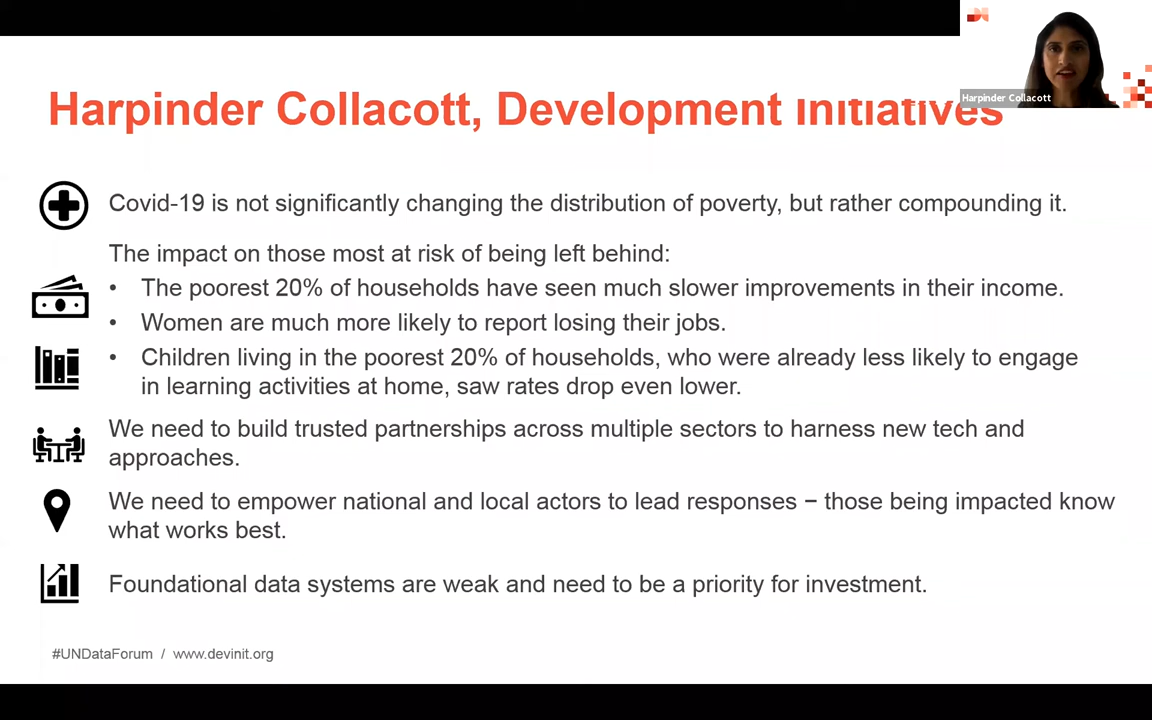 Harpinder Collacott
Harpinder Collacott, Development Initiatives
Covid-19 is not significantly changing the distribution of poverty, but rather compounding it.
The impact on those most at risk of being left behind:
• The poorest 20% of households have seen much slower improvements in their income.
• Women are much more likely to report losing their jobs.
• Children living in the poorest 20% of households, who were already less likely to engage
in learning activities at home, saw rates drop even lower.
We need to build trusted partnerships across multiple sectors to harness new tech and
approaches.
We need to empower national and local actors to lead responses – those being impacted know
what works best.
Foundational data systems are weak and need to be a priority for investment.
#UNDataForum / www.devinit.org